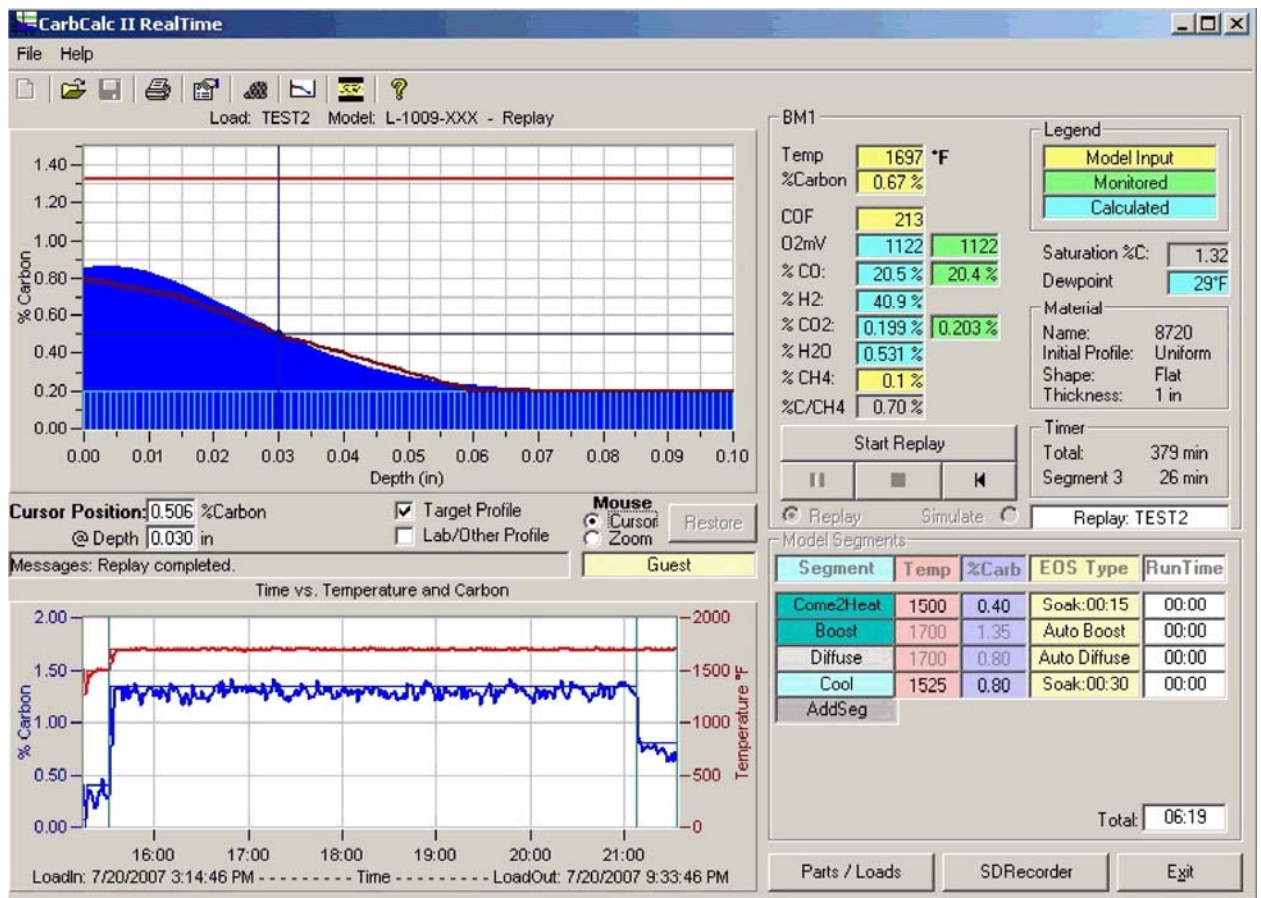 CarbCalc II RealTime
File Help
Load: TEST2 Model: L-1009-XXX - Replay
1.40
1.20
1.00
0.80
0.60
0.40
0.20
0.00
% Carbon
0.00 0.01 0.02 0.03 0.04 0.05 0.06 0.07 0.08 0.09 0.10
Depth (in)
Cursor Position: 0.506 %Carbon
@ Depth 0.030 in
Target Profile
Lab/Other Profile
Mouse
Cursor
Zoom
Restore
Messages: Replay completed.
Guest
Time vs. Temperature and Carbon
2.00
1.50
1.00
0.50
0.00
% Carbon
2000
1500
1000
500
0
Temperature °F
16:00 17:00 18:00 19:00 20:00 21:00
LoadIn: 7/20/2007 3:14:46 PM - - - - - - - - - Time - - - - - - - - - LoadOut: 7/20/2007 9:33:46 PM
BM1
Temp 1697 °F
%Carbon 0.67 %
COF 213
O2mV 1122 1122
% CO: 20.5 % 20.4 %
% H2: 40.9 %
% CO2: 0.199 % 0.203 %
% H2O 0.531 %
% CH4: 0.1 %
%C/CH4 0.70 %
Legend
Model Input
Monitored
Calculated
Saturation %C: 1.32
Dewpoint 29°F
Material
Name: 8720
Initial Profile: Uniform
Shape: Flat
Thickness: 1 in
Start Replay
Timer
Total: 379 min
Segment 3 26 min
Replay Simulate
Replay: TEST2
Model Segments
Segment Temp %Carb EOS Type RunTime
Come2Heat 1500 0.40 Soak:00:15 00:00
Boost 1700 1.35 Auto Boost 00:00
Diffuse 1700 0.80 Auto Diffuse 00:00
Cool 1525 0.80 Soak:00:30 00:00
AddSeg
Total: 06:19
Parts / Loads
SDRecorder
Exit